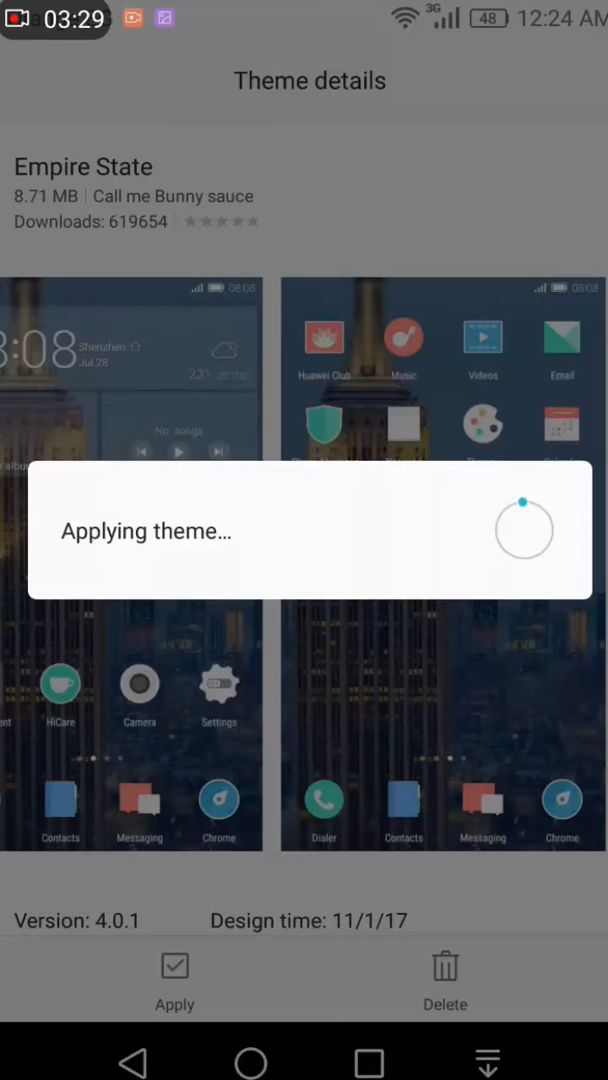 03:29
3G
48
12:24 AM
Theme details
Empire State
8.71 MB
Call me Bunny sauce
Downloads: 619654
08:08
08:08
3:08
Shenzhen
Jul 28
23°
Huawei Club
Music
Videos
Email
No songs
album
Applying theme...
HiCare
Camera
Settings
Contacts
Messaging
Chrome
Dialer
Contacts
Messaging
Chrome
Version: 4.0.1
Design time: 11/1/17
Apply
Delete